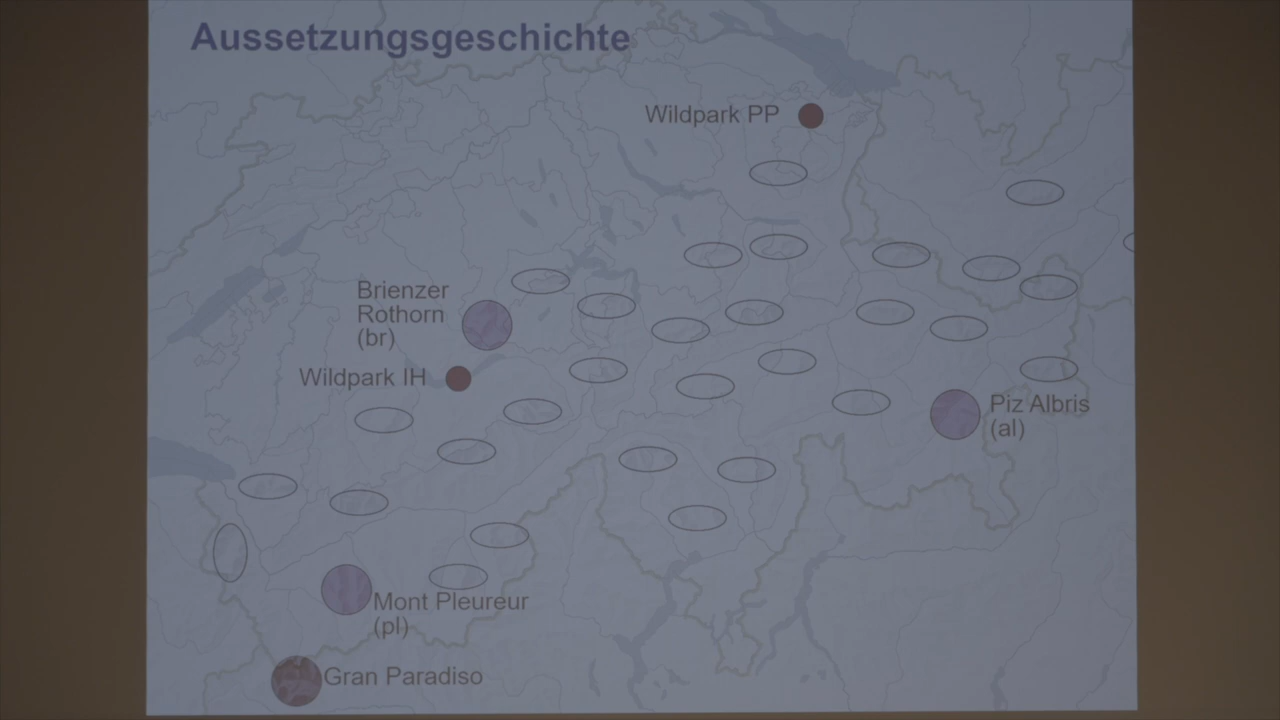 Aussetzungsgeschichte
Wildpark PP
Brienzer
Rothorn
(br)
Wildpark IH
Piz Albris
(al)
Mont Pleureur
(pl)
Gran Paradiso